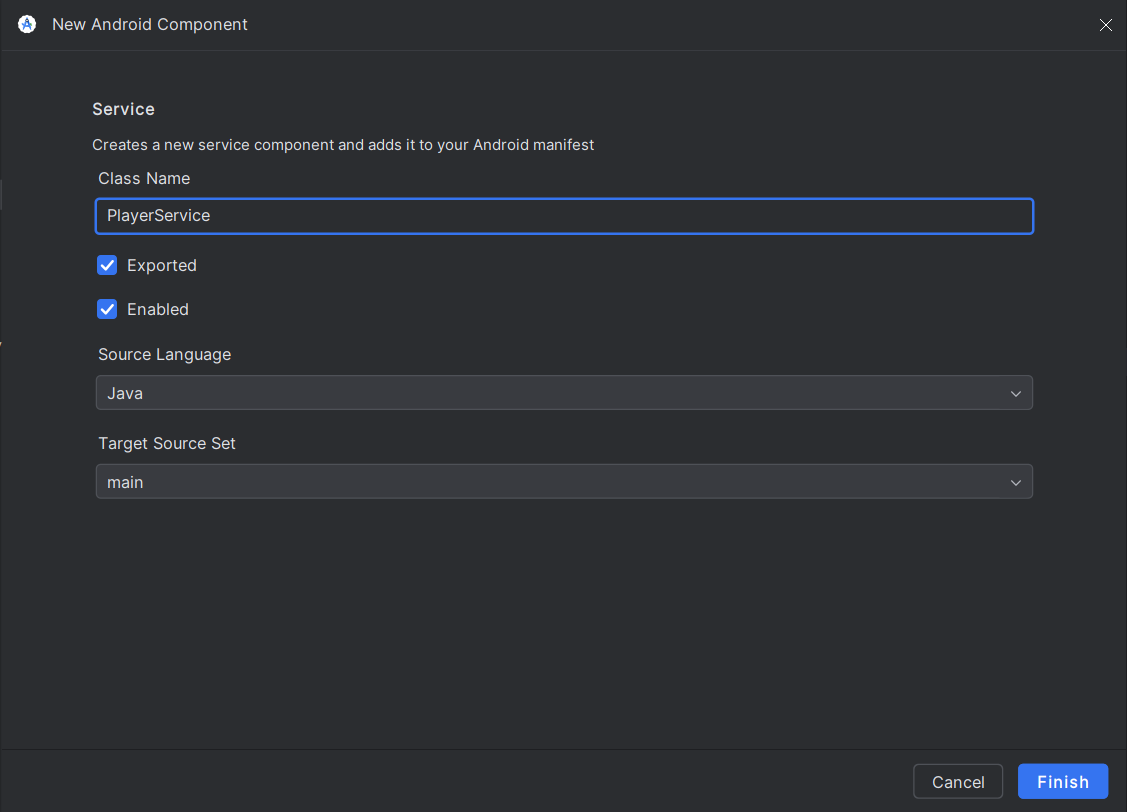 New Android Component
Service
Creates a new service component and adds it to your Android manifest
Class Name
PlayerService
Exported
Enabled
Source Language
Java
Target Source Set
main
Cancel
Finish